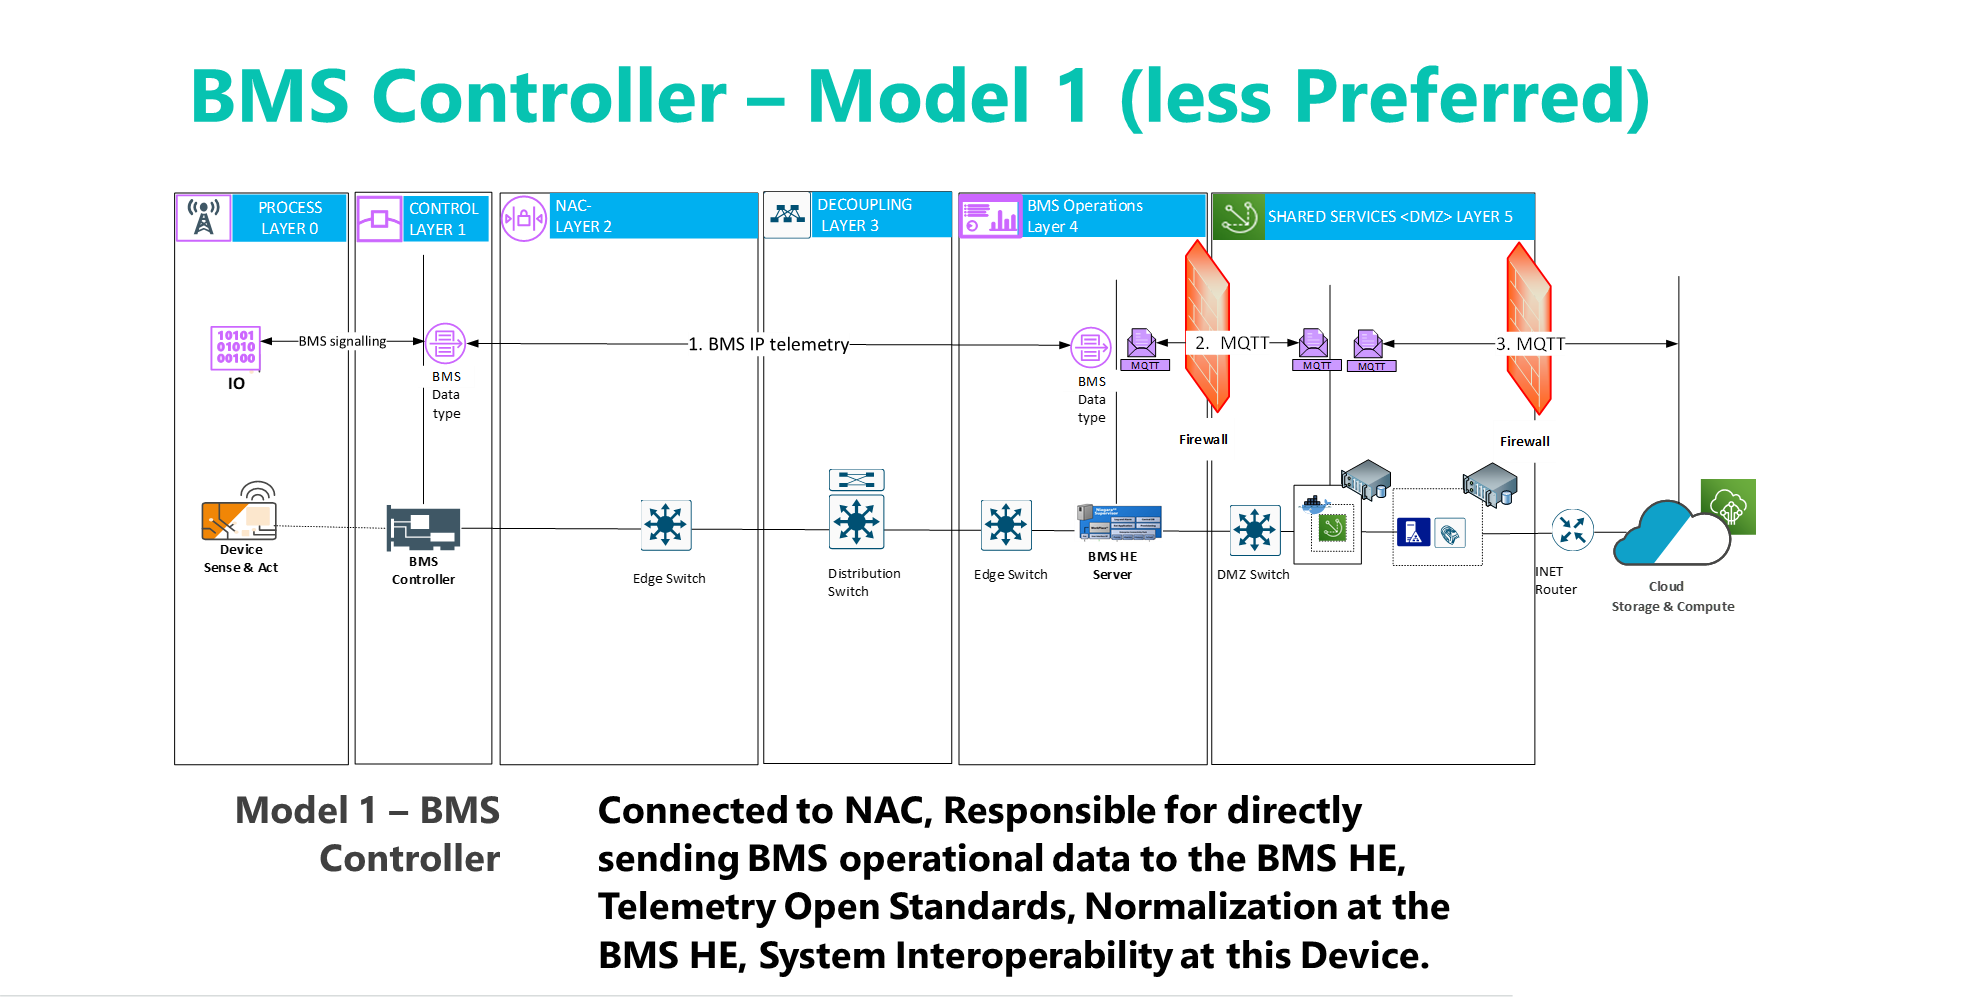 BMS Controller – Model 1 (less Preferred)
PROCESS
LAYER 0
CONTROL
LAYER 1
NAC-
LAYER 2
DECOUPLING
LAYER 3
BMS Operations
Layer 4
SHARED SERVICES <DMZ> LAYER 5
10101
01010
00100
IO
BMS signalling
BMS
Data
type
1. BMS IP telemetry
BMS
Data
type
MQTT
2. MQTT
MQTT
MQTT
3. MQTT
Firewall
Firewall
Device
Sense & Act
BMS
Controller
Edge Switch
Distribution
Switch
Edge Switch
Niagara
Supervisor
BMS HE
Server
DMZ Switch
INET
Router
Cloud
Storage & Compute
Model 1 – BMS
Controller
Connected to NAC, Responsible for directly
sending BMS operational data to the BMS HE,
Telemetry Open Standards, Normalization at the
BMS HE, System Interoperability at this Device.